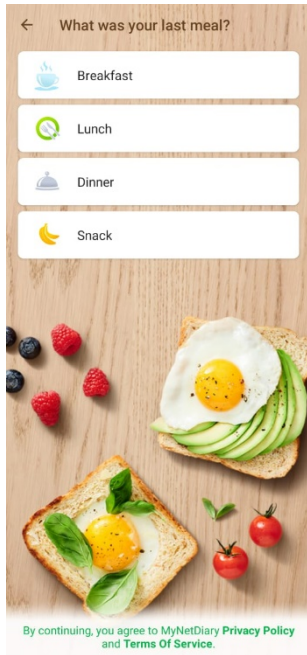 What was your last meal?
Breakfast
Lunch
Dinner
Snack
By continuing, you agree to MyNetDiary Privacy Policy
and Terms Of Service.